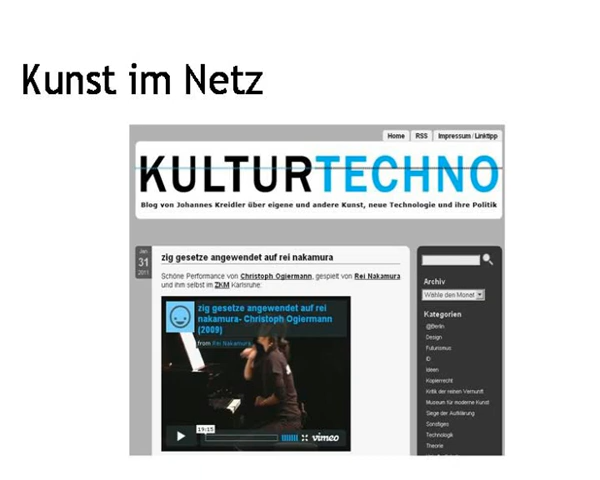 Kunst im Netz
Home RSS Impressum / Linktipp
KULTURTECHNO
Blog von Johannes Kreidler über eigene und andere Kunst, neue Technologie und ihre Politik
Jan
31
2011
zig gesetze angewendet auf rei nakamura
Schöne Performance von Christoph Ogiermann, gespielt von Rei Nakamura
und ihm selbst im ZKM Karlsruhe:
zig gesetze angewendet auf rei
nakamura- Christoph Ogiermann
(2009)
from Rei Nakamura
19:15
vimeo
Archiv
Wähle den Monat
Kategorien
@Berlin
Design
Futurismus
ID
Ideen
Kopierrecht
Kritik der reinen Vernunft
Museum für moderne Kunst
Siege der Aufklärung
Sonstiges
Technologik
Theorie